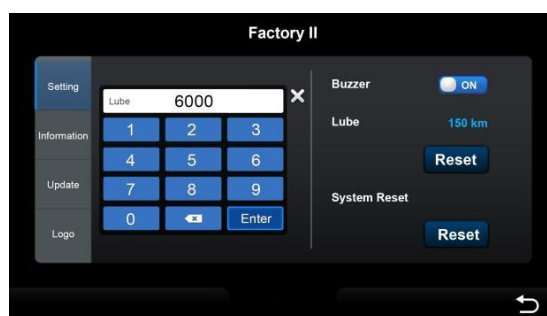 Factory II
Setting
Information
Update
Logo
Lube 6000
1 2 3
4 5 6
7 8 9
0 Enter
Buzzer ON
Lube 150 km
Reset
System Reset
Reset